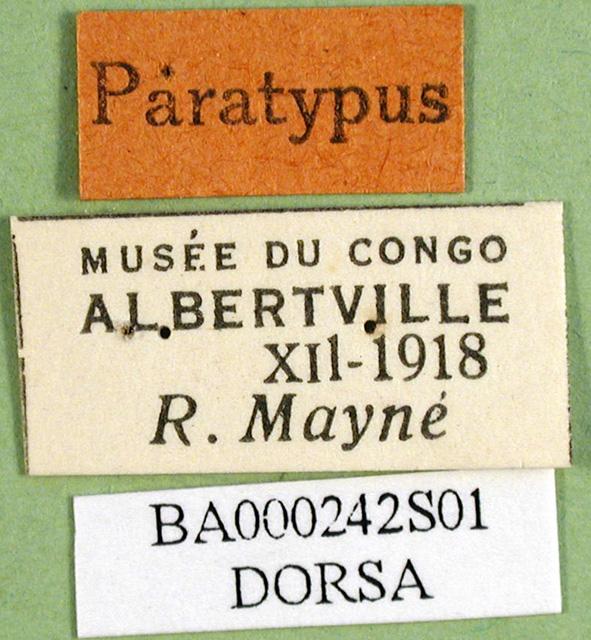 Paratypus
MUSÉE DU CONGO
ALBERTVILLE
XII-1918
R. Mayné
BA000242S01
DORSA